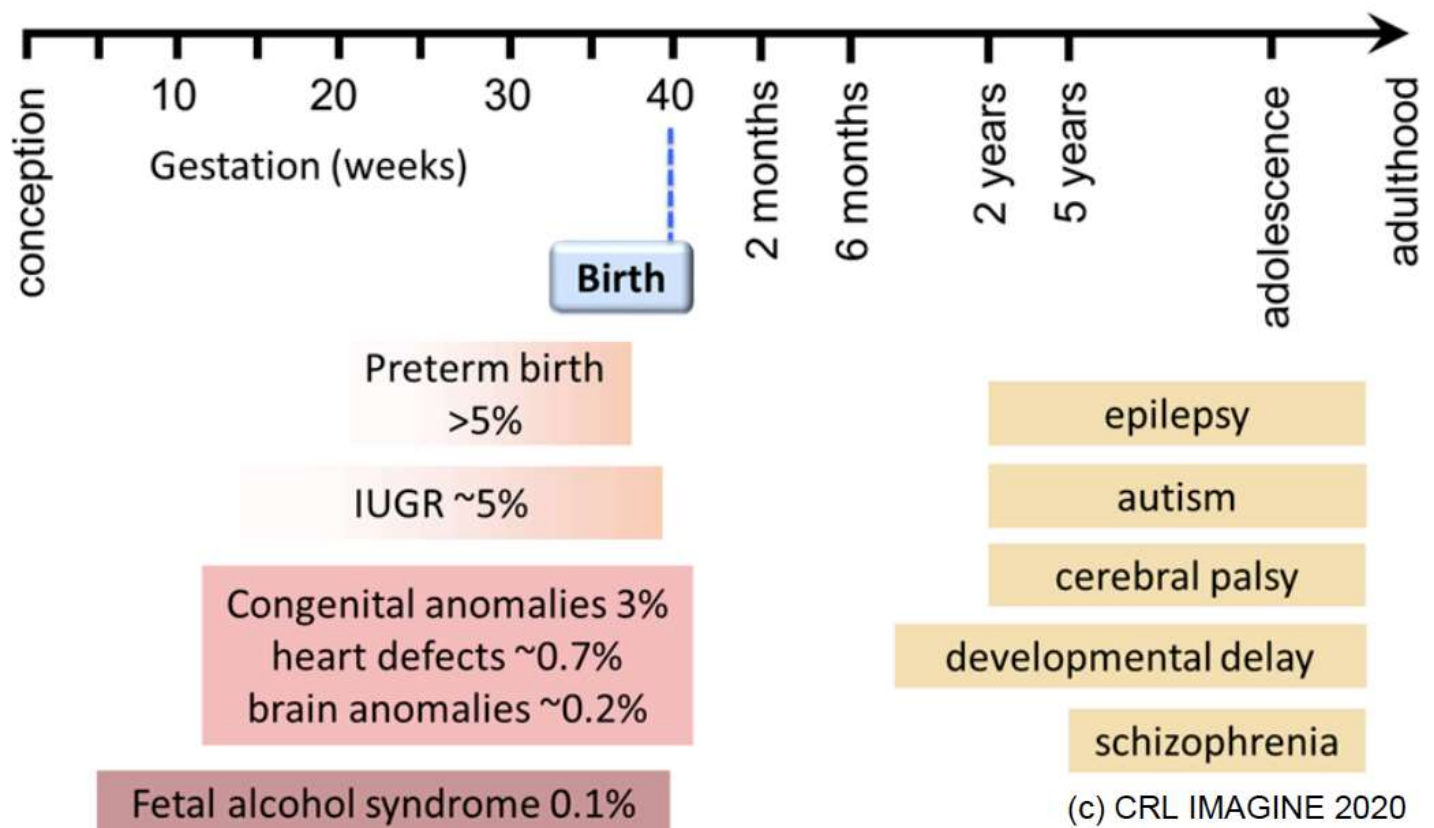 10
20
30
40
conception
Gestation (weeks)
2 months
6 months
2 years
5 years
adolescence
adulthood
Birth
Preterm birth
>5%
IUGR ~5%
Congenital anomalies 3%
heart defects ~0.7%
brain anomalies ~0.2%
Fetal alcohol syndrome 0.1%
epilepsy
autism
cerebral palsy
developmental delay
schizophrenia
(c) CRL IMAGINE 2020